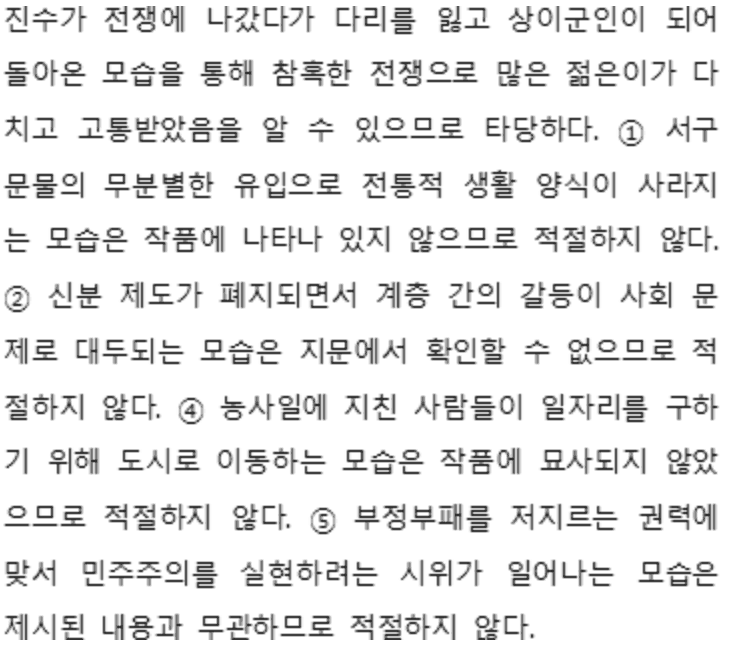 진수가 전쟁에 나갔다가 다리를 잃고 상이군인이 되어
돌아온 모습을 통해 참혹한 전쟁으로 많은 젊은이가 다
치고 고통받았음을 알 수 있으므로 타당하다. ① 서구
문물의 무분별한 유입으로 전통적 생활 양식이 사라지
는 모습은 작품에 나타나 있지 않으므로 적절하지 않다.
② 신분 제도가 폐지되면서 계층 간의 갈등이 사회 문
제로 대두되는 모습은 지문에서 확인할 수 없으므로 적
절하지 않다. ④ 농사일에 지친 사람들이 일자리를 구하
기 위해 도시로 이동하는 모습은 작품에 묘사되지 않았
으므로 적절하지 않다. ⑤ 부정부패를 저지르는 권력에
맞서 민주주의를 실현하려는 시위가 일어나는 모습은
제시된 내용과 무관하므로 적절하지 않다.